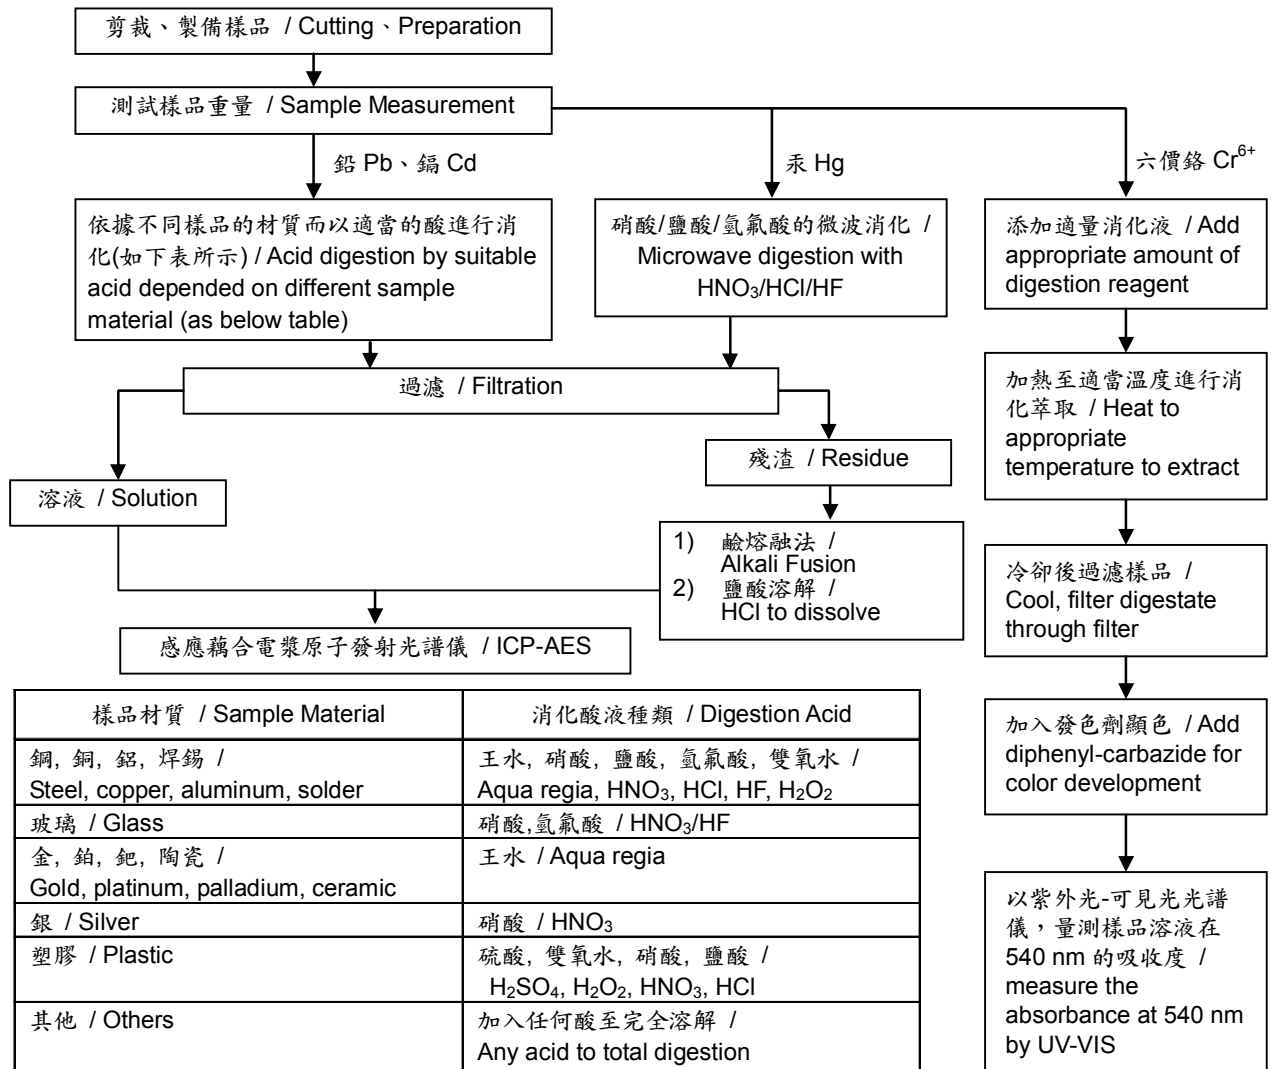 剪裁、製備樣品 / Cutting、Preparation
測試樣品重量 / Sample Measurement
鉛 Pb、鎘 Cd
汞 Hg
六價鉻 Cr⁶⁺
依據不同樣品的材質而以適當的酸進行消
化(如下表所示) / Acid digestion by suitable
acid depended on different sample
material (as below table)
硝酸/鹽酸/氫氟酸的微波消化 /
Microwave digestion with
HNO₃/HCl/HF
添加適量消化液 / Add
appropriate amount of
digestion reagent
過濾 / Filtration
加熱至適當溫度進行消
化萃取 / Heat to
appropriate
temperature to extract
殘渣 / Residue
溶液 / Solution
1) 鹼熔融法 /
Alkali Fusion
2) 鹽酸溶解 /
HCl to dissolve
冷卻後過濾樣品 /
Cool, filter digestate
through filter
感應藕合電漿原子發射光譜儀 / ICP-AES
加入發色劑顯色 / Add
diphenyl-carbazide for
color development
以紫外光-可見光光譜
儀，量測樣品溶液在
540 nm 的吸收度 /
measure the
absorbance at 540 nm
by UV-VIS
樣品材質 / Sample Material
消化酸液種類 / Digestion Acid
鋼, 銅, 鋁, 焊錫 /
Steel, copper, aluminum, solder
王水, 硝酸, 鹽酸, 氫氟酸, 雙氧水 /
Aqua regia, HNO₃, HCl, HF, H₂O₂
玻璃 / Glass
硝酸,氫氟酸 / HNO₃/HF
金, 鉑, 鈀, 陶瓷 /
Gold, platinum, palladium, ceramic
王水 / Aqua regia
銀 / Silver
硝酸 / HNO₃
塑膠 / Plastic
硫酸, 雙氧水, 硝酸, 鹽酸 /
H₂SO₄, H₂O₂, HNO₃, HCl
其他 / Others
加入任何酸至完全溶解 /
Any acid to total digestion